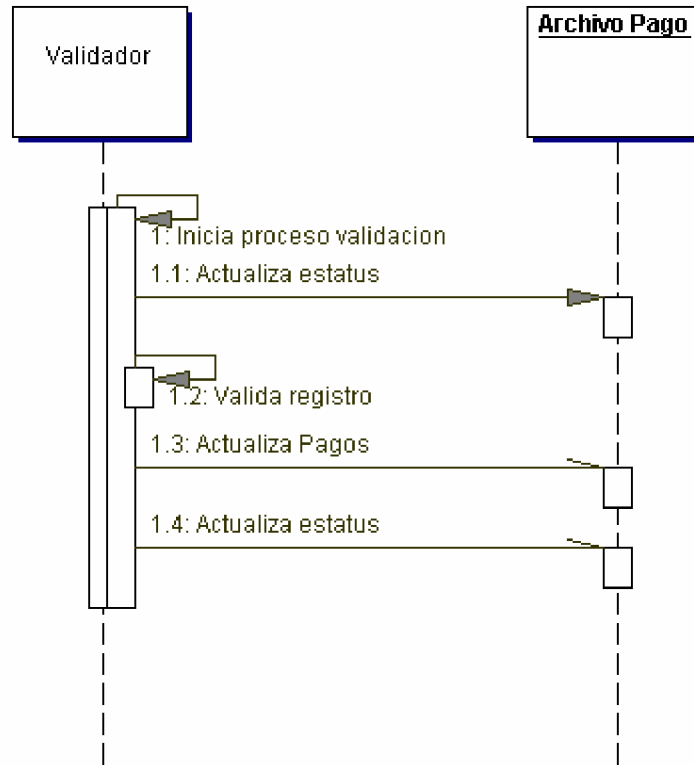 Validador
Archivo Pago
1: Inicia proceso validacion
1.1: Actualiza estatus
1.2: Valida registro
1.3: Actualiza Pagos
1.4: Actualiza estatus